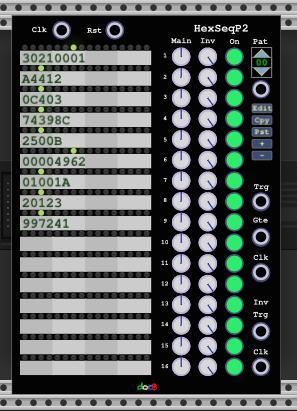 Clk Rst HexSeqP2
Main Inv On Pat
1 30210001 00
2 A4412
3 0C403
4 74398C Edit
Cpy
5 2500B Pst
+
6 00004962 -
7 01001A
8 20123 Trg
9 997241 Gte
10
11 Clk
12
13 Inv
Trg
14
15 Clk
16
docB